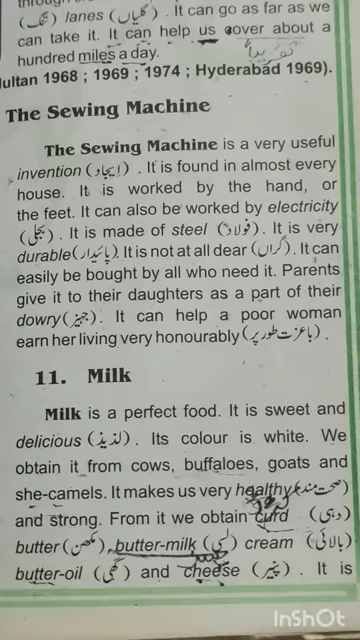 (تنگ) lanes (گلیاں) . It can go as far as we
can take it. It can help us cover about a
hundred miles a day. تقریباً
ultan 1968 ; 1969 ; 1974 ; Hyderabad 1969).
The Sewing Machine
The Sewing Machine is a very useful
invention (ایجاد) . It is found in almost every
house. It is worked by the hand, or
the feet. It can also be worked by electricity
(بجلی) . It is made of steel (فولاد) . It is very
durable (پائیدار). It is not at all dear (گراں). It can
easily be bought by all who need it. Parents
give it to their daughters as a part of their
dowry (جہیز). It can help a poor woman
earn her living very honourably (باعزت طور پر) .
11. Milk
Milk is a perfect food. It is sweet and
delicious (لذیذ) . Its colour is white. We
obtain it from cows, buffaloes, goats and
she-camels. It makes us very healthy (صحت مند)
and strong. From it we obtain curd (دہی)
butter (مکھن), butter-milk (لسی) cream (بالائی)
butter-oil (گھی) and cheese (پنیر) . It is
InShOt